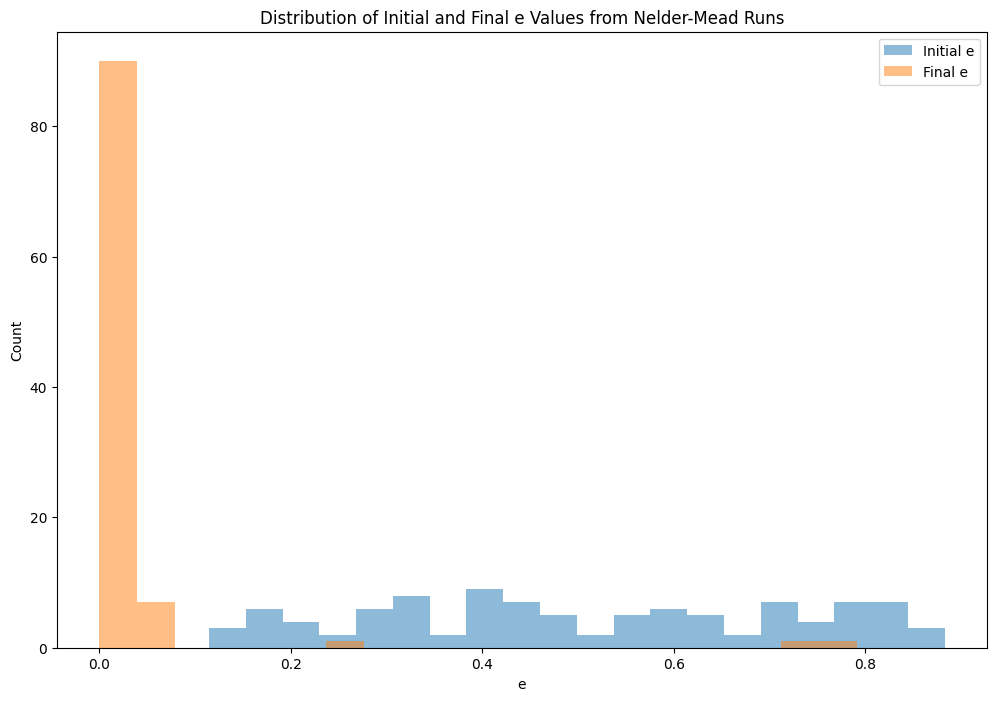 Distribution of Initial and Final e Values from Nelder-Mead Runs
Initial e
Final e
80
60
40
20
0
Count
0.0 0.2 0.4 0.6 0.8
e